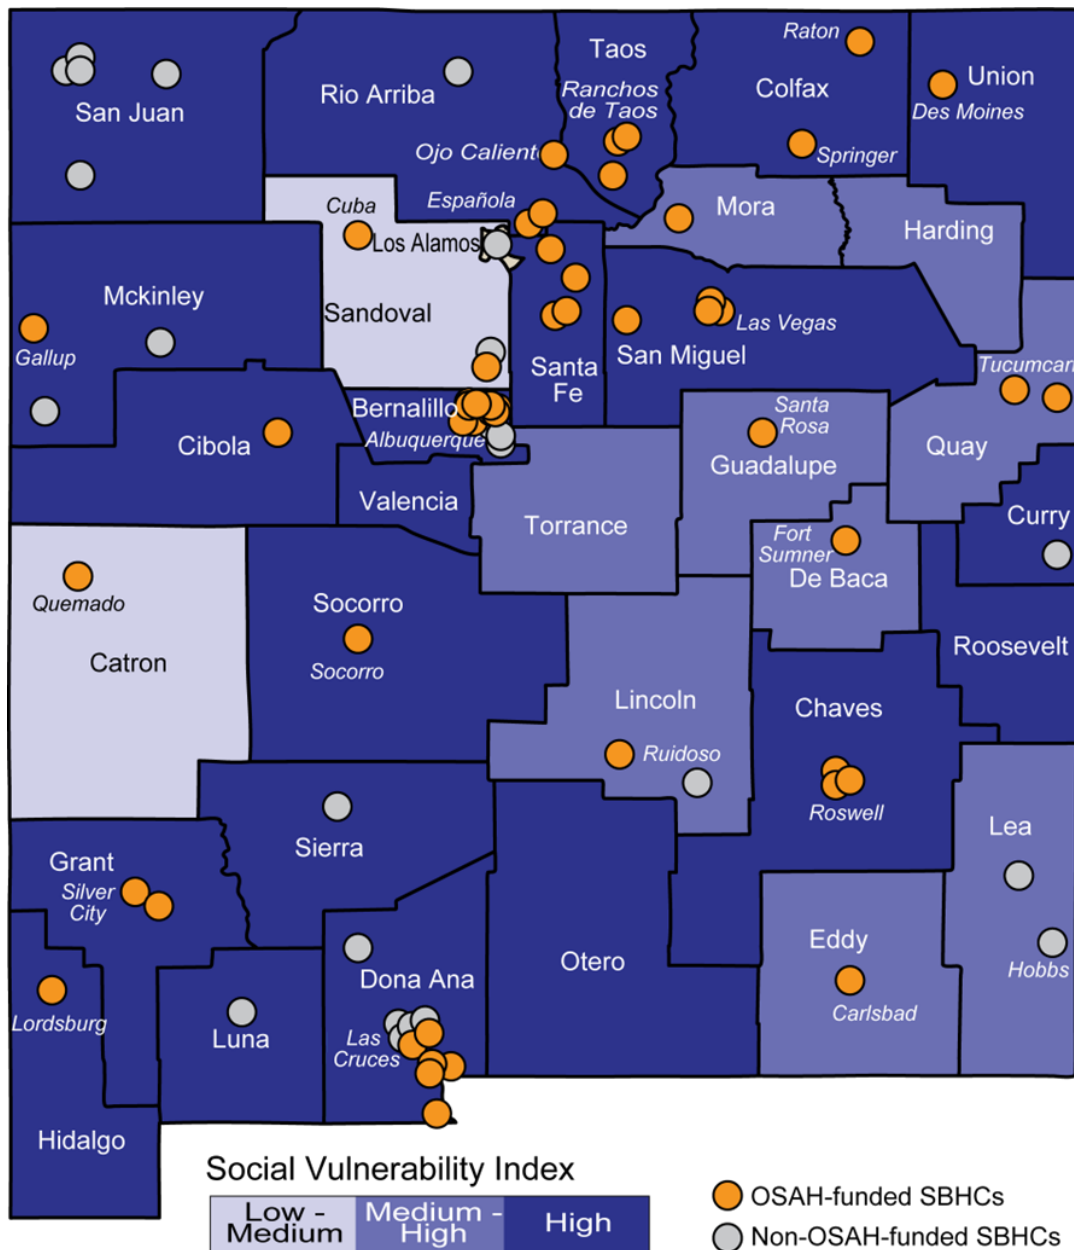 Raton
Taos
Union
Colfax
Rio Arriba
Ranchos
de Taos
San Juan
Des Moines
Ojo Caliente
Springer
Española
Cuba
Mora
Harding
Los Alamos
Mckinley
Sandoval
Las Vegas
Gallup
San Miguel
Santa
Fe
Tucumcari
Bernalillo
Santa
Rosa
Albuquerque
Cibola
Quay
Guadalupe
Valencia
Curry
Torrance
Fort
Sumner
De Baca
Quemado
Socorro
Roosevelt
Catron
Socorro
Lincoln
Chaves
Ruidoso
Roswell
Lea
Sierra
Grant
Silver
City
Eddy
Otero
Hobbs
Dona Ana
Carlsbad
Lordsburg
Luna
Las
Cruces
Hidalgo
Social Vulnerability Index
Low -
Medium
Medium -
High
High
OSAH-funded SBHCs
Non-OSAH-funded SBHCs